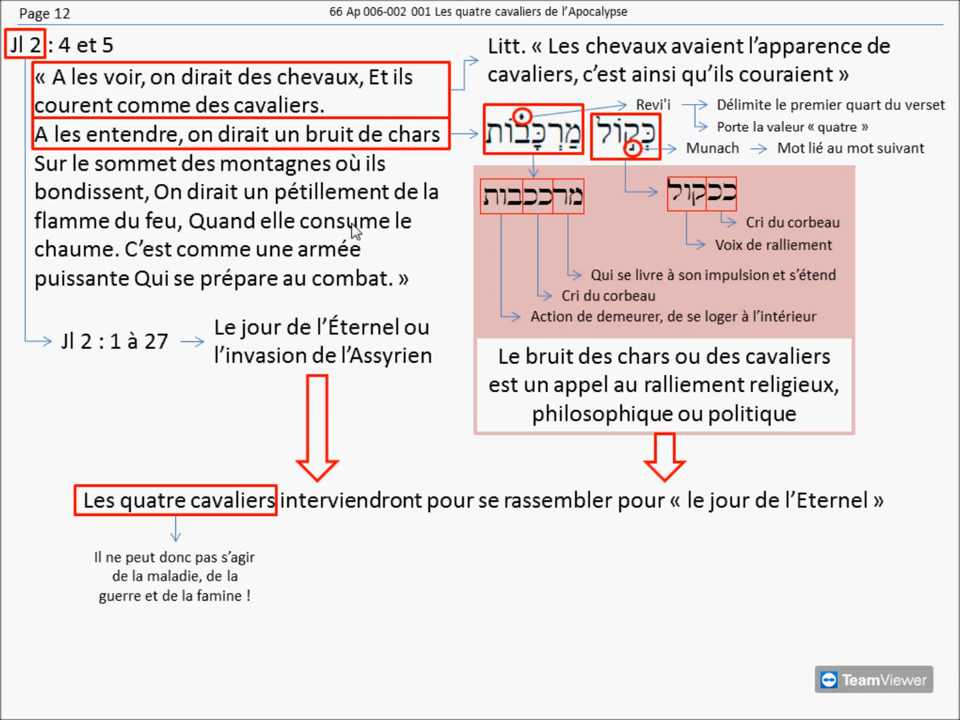 Page 12
66 Ap 006-002 001 Les quatre cavaliers de l’Apocalypse
Jl 2 : 4 et 5
« A les voir, on dirait des chevaux, Et ils
courent comme des cavaliers.
A les entendre, on dirait un bruit de chars
Sur le sommet des montagnes où ils
bondissent, On dirait un pétillement de la
flamme du feu, Quand elle consume le
chaume. C’est comme une armée
puissante Qui se prépare au combat. »
Litt. « Les chevaux avaient l’apparence de
cavaliers, c’est ainsi qu’ils couraient »
כְּק֣וֹל מַרְכָּב֗וֹת
Revi'i
Délimite le premier quart du verset
Porte la valeur « quatre »
Munach
Mot lié au mot suivant
ככקול
מרככבות
Cri du corbeau
Voix de ralliement
Qui se livre à son impulsion et s’étend
Cri du corbeau
Action de demeurer, de se loger à l’intérieur
Jl 2 : 1 à 27
Le jour de l’Éternel ou
l’invasion de l’Assyrien
Le bruit des chars ou des cavaliers
est un appel au ralliement religieux,
philosophique ou politique
Les quatre cavaliers interviendront pour se rassembler pour « le jour de l’Eternel »
Il ne peut donc pas s’agir
de la maladie, de la
guerre et de la famine !
TeamViewer